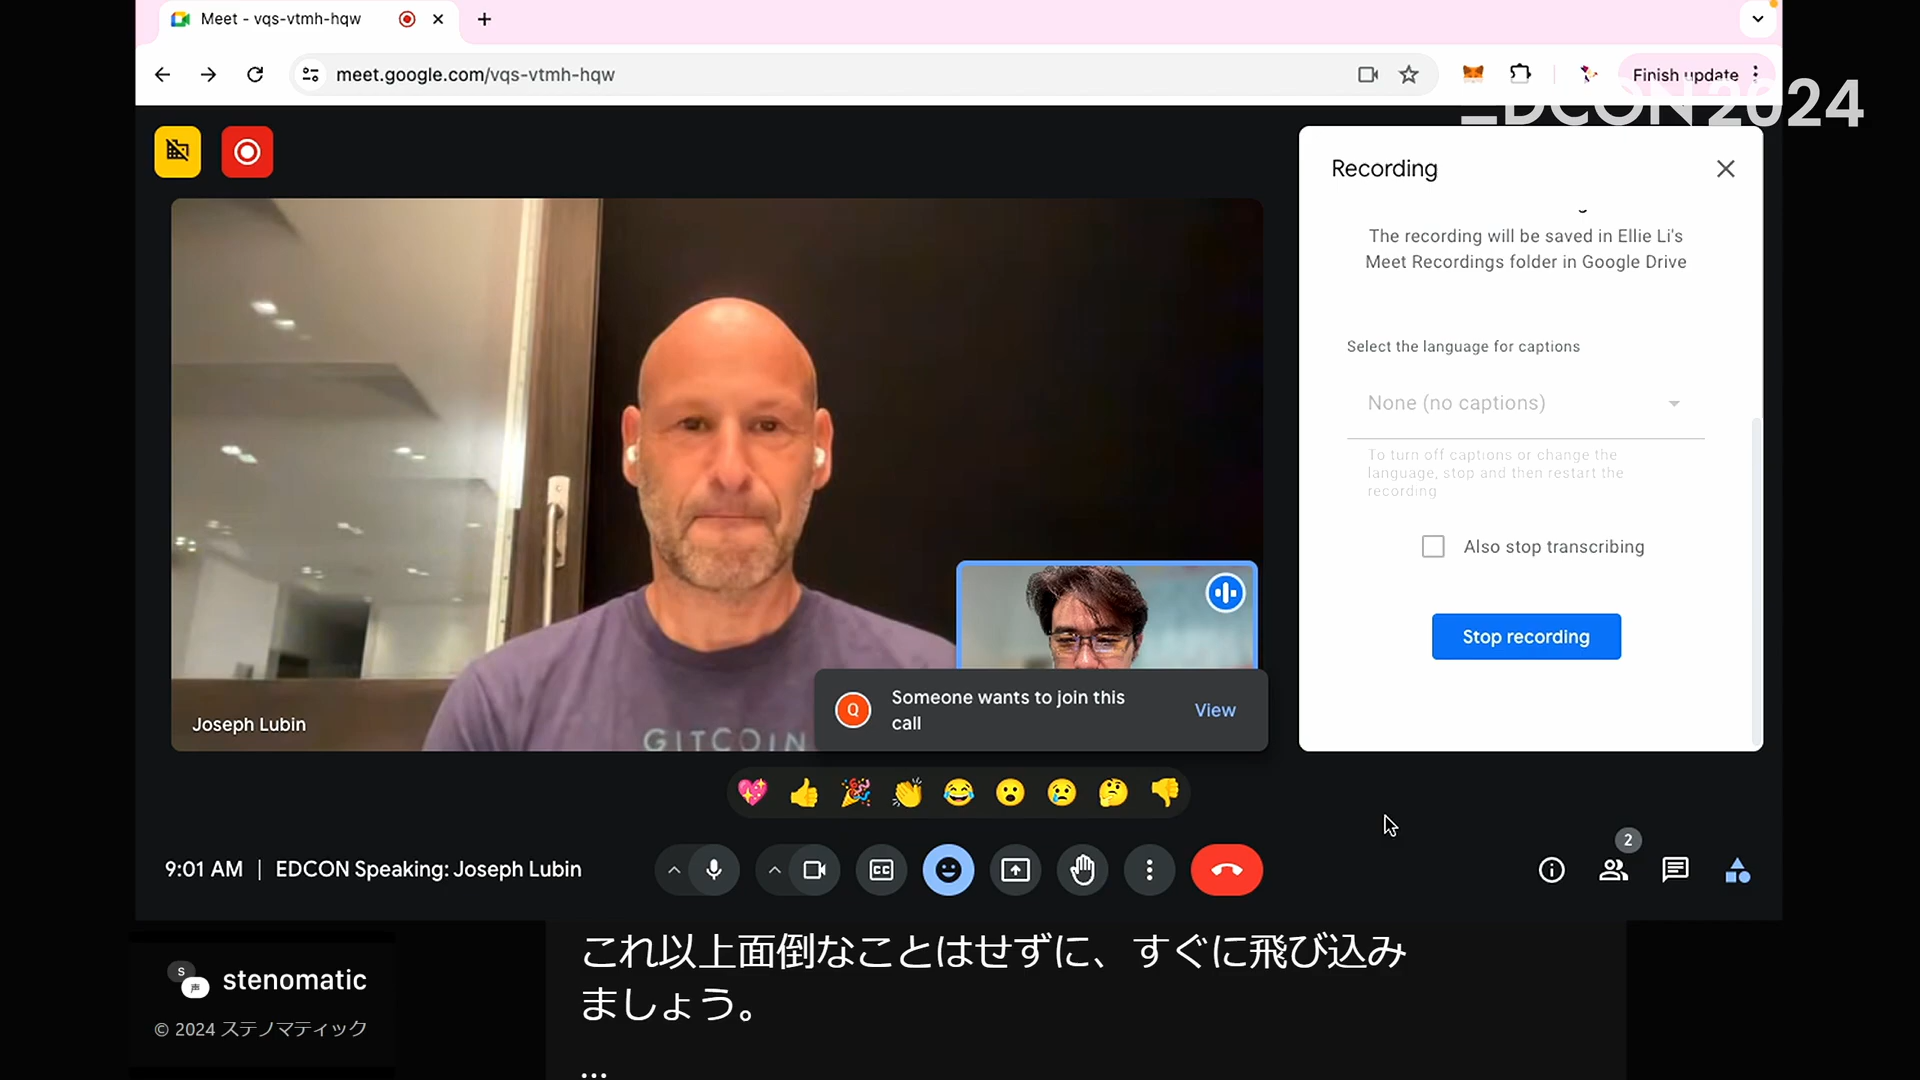 Meet - vqs-vtmh-hqw
meet.google.com/vqs-vtmh-hqw
Finish update
EDCON 2024
Recording
The recording will be saved in Ellie Li's
Meet Recordings folder in Google Drive
Select the language for captions
None (no captions)
To turn off captions or change the
language, stop and then restart the
recording
Also stop transcribing
Stop recording
Joseph Lubin
GITCOIN
Q
Someone wants to join this
call
View
9:01 AM | EDCON Speaking: Joseph Lubin
CC
2
S
声
stenomatic
© 2024 ステノマティック
これ以上面倒なことはせずに、すぐに飛び込み
ましょう。
...